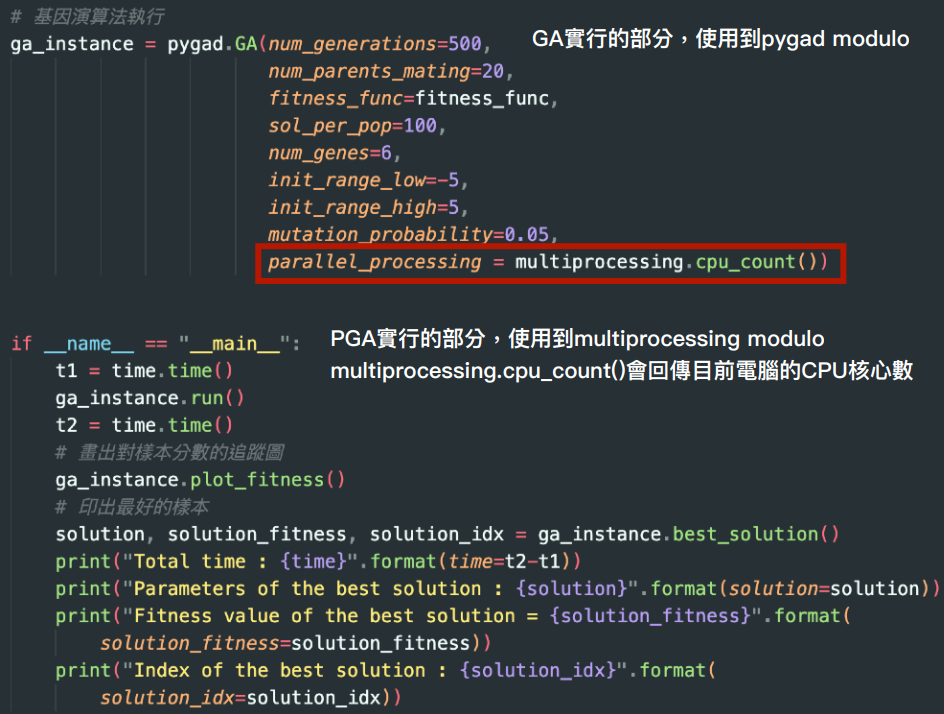 # 基因演算法執行
ga_instance = pygad.GA(num_generations=500,
GA實行的部分，使用到pygad modulo
num_parents_mating=20,
fitness_func=fitness_func,
sol_per_pop=100,
num_genes=6,
init_range_low=-5,
init_range_high=5,
mutation_probability=0.05,
parallel_processing = multiprocessing.cpu_count())
if __name__ == "__main__":
PGA實行的部分，使用到multiprocessing modulo
multiprocessing.cpu_count()會回傳目前電腦的CPU核心數
t1 = time.time()
ga_instance.run()
t2 = time.time()
# 畫出對樣本分數的追蹤圖
ga_instance.plot_fitness()
# 印出最好的樣本
solution, solution_fitness, solution_idx = ga_instance.best_solution()
print("Total time : {time}".format(time=t2-t1))
print("Parameters of the best solution : {solution}".format(solution=solution))
print("Fitness value of the best solution = {solution_fitness}".format(
solution_fitness=solution_fitness))
print("Index of the best solution : {solution_idx}".format(
solution_idx=solution_idx))